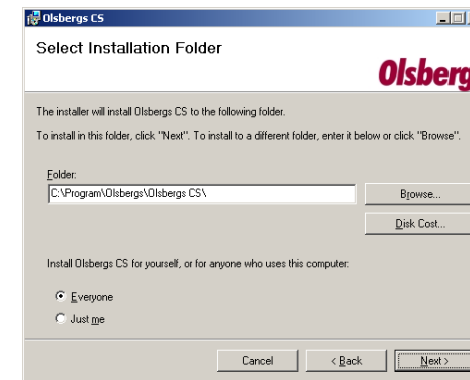 Olsbergs CS
Select Installation Folder
Olsberg
The installer will install Olsbergs CS to the following folder.
To install in this folder, click "Next". To install to a different folder, enter it below or click "Browse".
Folder:
C:\Program\Olsbergs\Olsbergs CS\
Browse...
Disk Cost...
Install Olsbergs CS for yourself, or for anyone who uses this computer:
Everyone
Just me
Cancel
< Back
Next >